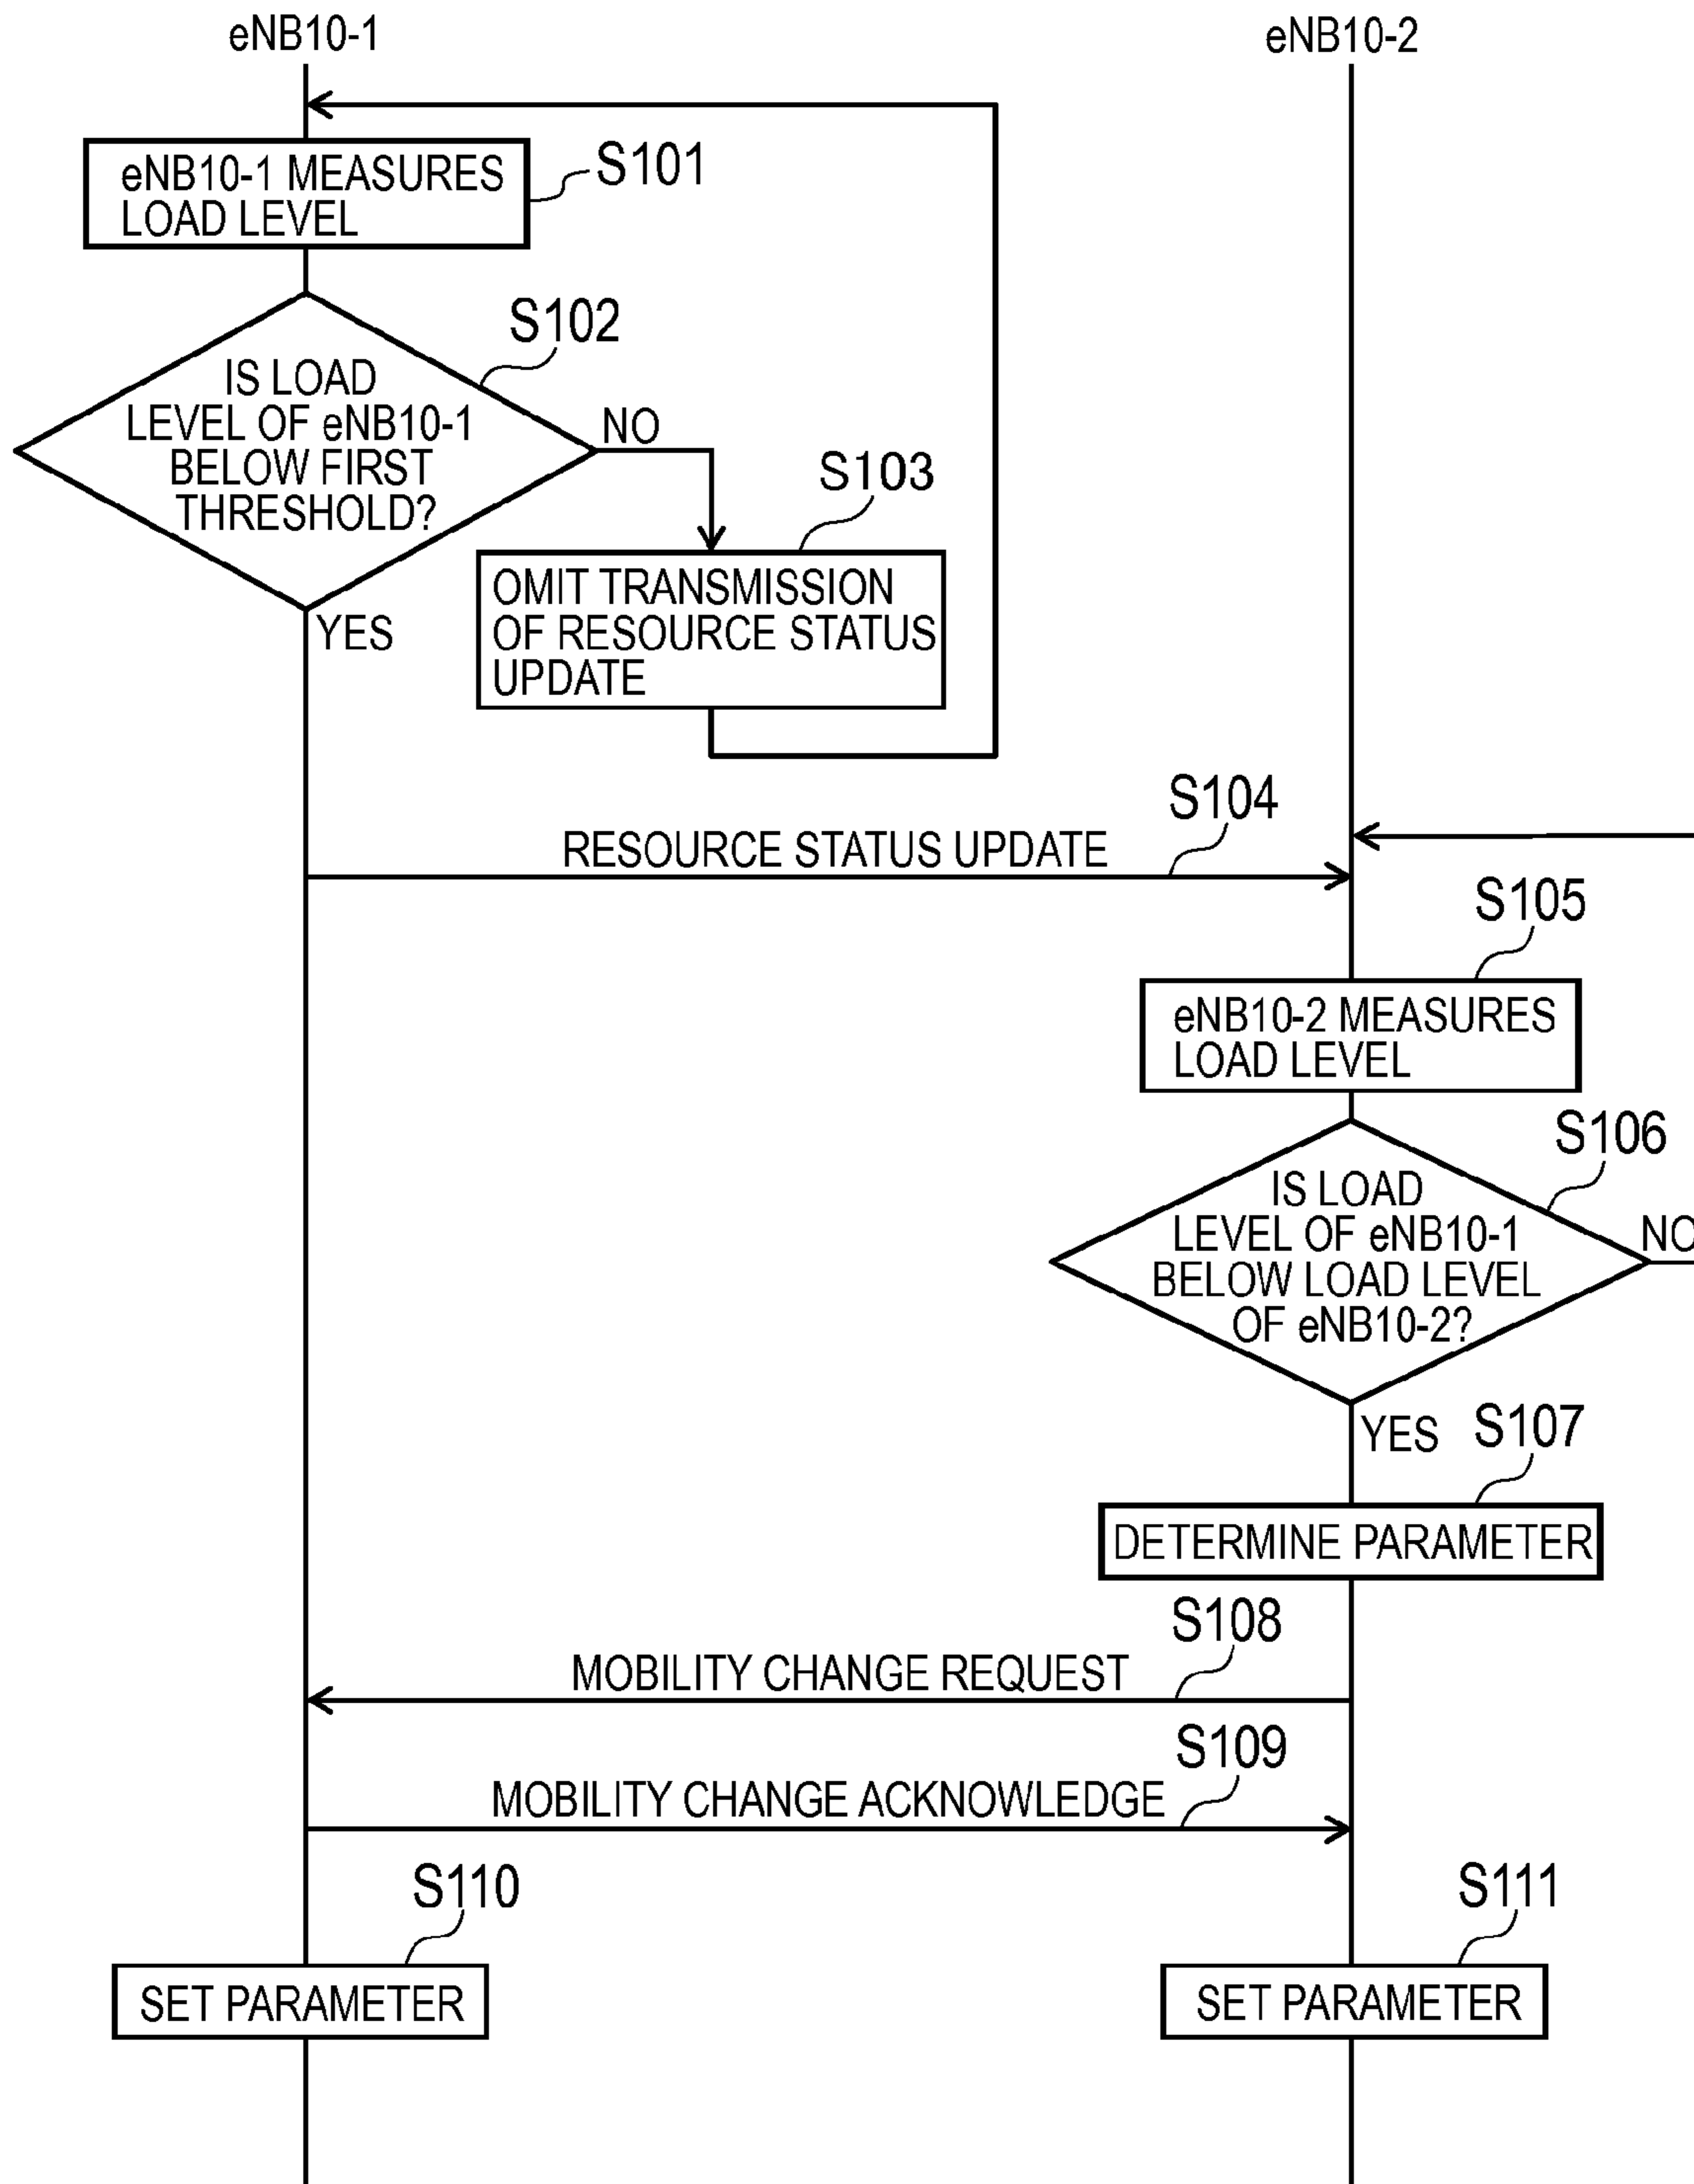 eNB10-1
eNB10-2
eNB10-1 MEASURES
LOAD LEVEL
S101
S102
IS LOAD
LEVEL OF eNB10-1
BELOW FIRST
THRESHOLD?
NO
YES
S103
OMIT TRANSMISSION
OF RESOURCE STATUS
UPDATE
S104
RESOURCE STATUS UPDATE
S105
eNB10-2 MEASURES
LOAD LEVEL
S106
IS LOAD
LEVEL OF eNB10-1
BELOW LOAD LEVEL
OF eNB10-2?
NO
YES
S107
DETERMINE PARAMETER
S108
MOBILITY CHANGE REQUEST
S109
MOBILITY CHANGE ACKNOWLEDGE
S110
SET PARAMETER
S111
SET PARAMETER